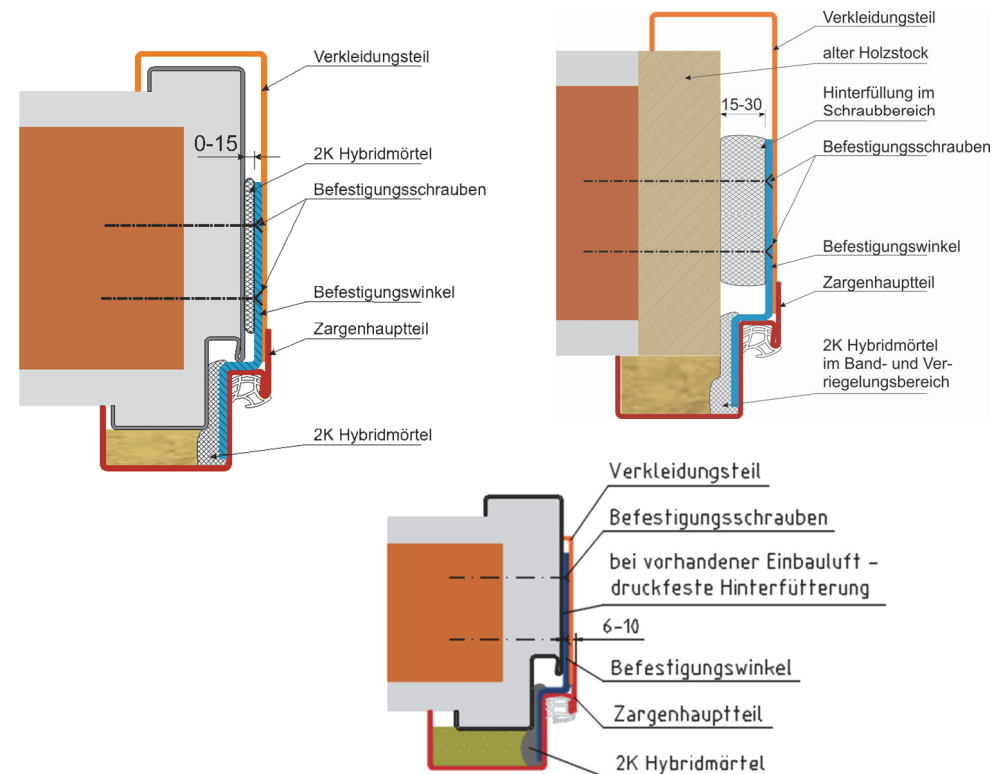 Verkleidungsteil
0-15
2K Hybridmörtel
Befestigungsschrauben
Befestigungswinkel
Zargenhauptteil
2K Hybridmörtel
Verkleidungsteil
alter Holzstock
15-30
Hinterfüllung im
Schraubbereich
Befestigungsschrauben
Befestigungswinkel
Zargenhauptteil
2K Hybridmörtel
im Band- und Ver-
riegelungsbereich
Verkleidungsteil
Befestigungsschrauben
bei vorhandener Einbauluft –
druckfeste Hinterfütterung
6-10
Befestigungwinkel
Zargenhauptteil
2K Hybridmörtel